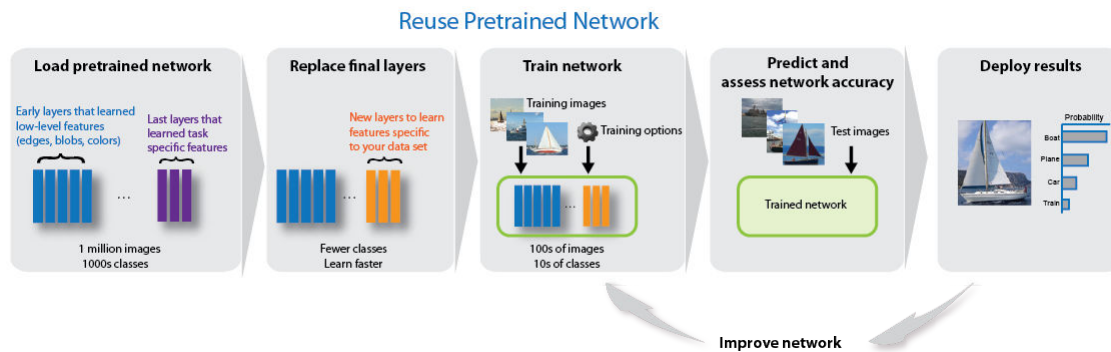 Reuse Pretrained Network
Load pretrained network
Early layers that learned
low-level features
(edges, blobs, colors)
Last layers that
learned task
specific features
...
1 million images
1000s classes
Replace final layers
New layers to learn
features specific
to your data set
...
Fewer classes
Learn faster
Train network
Training images
Training options
...
100s of images
10s of classes
Predict and
assess network accuracy
Test images
Trained network
Deploy results
Probability
Boat
Plane
Car
Train
Improve network